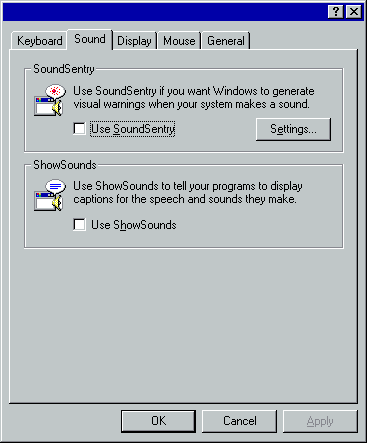 ?
Keyboard Sound Display Mouse General
SoundSentry
Use SoundSentry if you want Windows to generate
visual warnings when your system makes a sound.
Use SoundSentry
Settings...
ShowSounds
Use ShowSounds to tell your programs to display
captions for the speech and sounds they make.
Use ShowSounds
OK Cancel Apply